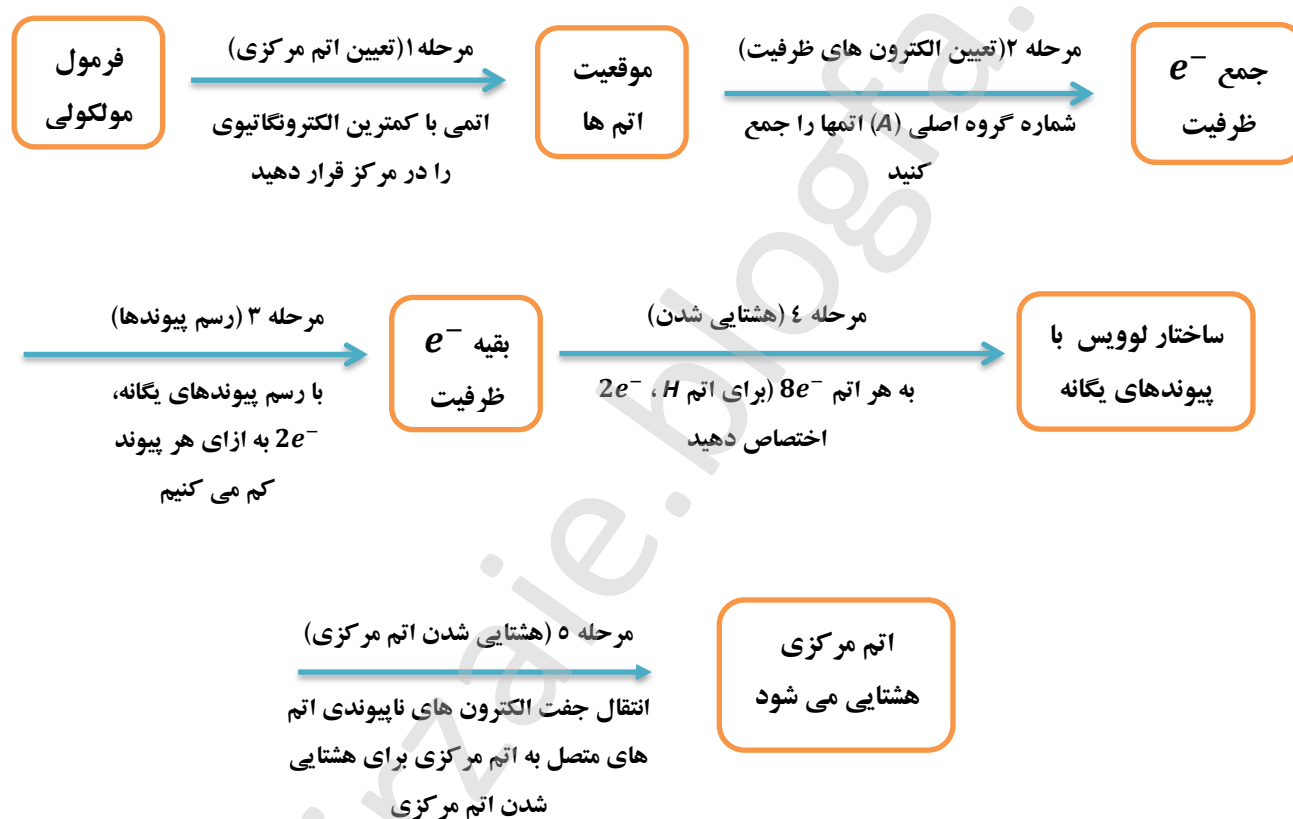 فرمول
مولکولی
مرحله۱(تعیین اتم مرکزی)
اتمی با کمترین الکترونگاتیوی
را در مرکز قرار دهید
موقعیت
اتم ها
مرحله ۲(تعیین الکترون های ظرفیت)
شماره گروه اصلی (A) اتمها را جمع
کنید
جمع e⁻
ظرفیت
مرحله ۳ (رسم پیوندها)
با رسم پیوندهای یگانه،
2e⁻ به ازای هر پیوند
کم می کنیم
بقیه e⁻
ظرفیت
مرحله ٤ (هشتایی شدن)
به هر اتم 8e⁻ (برای اتم H ، 2e⁻
اختصاص دهید
ساختار لوویس با
پیوندهای یگانه
مرحله ٥ (هشتایی شدن اتم مرکزی)
انتقال جفت الکترون های ناپیوندی اتم
های متصل به اتم مرکزی برای هشتایی
شدن اتم مرکزی
اتم مرکزی
هشتایی می شود
irzaie.blogfa.